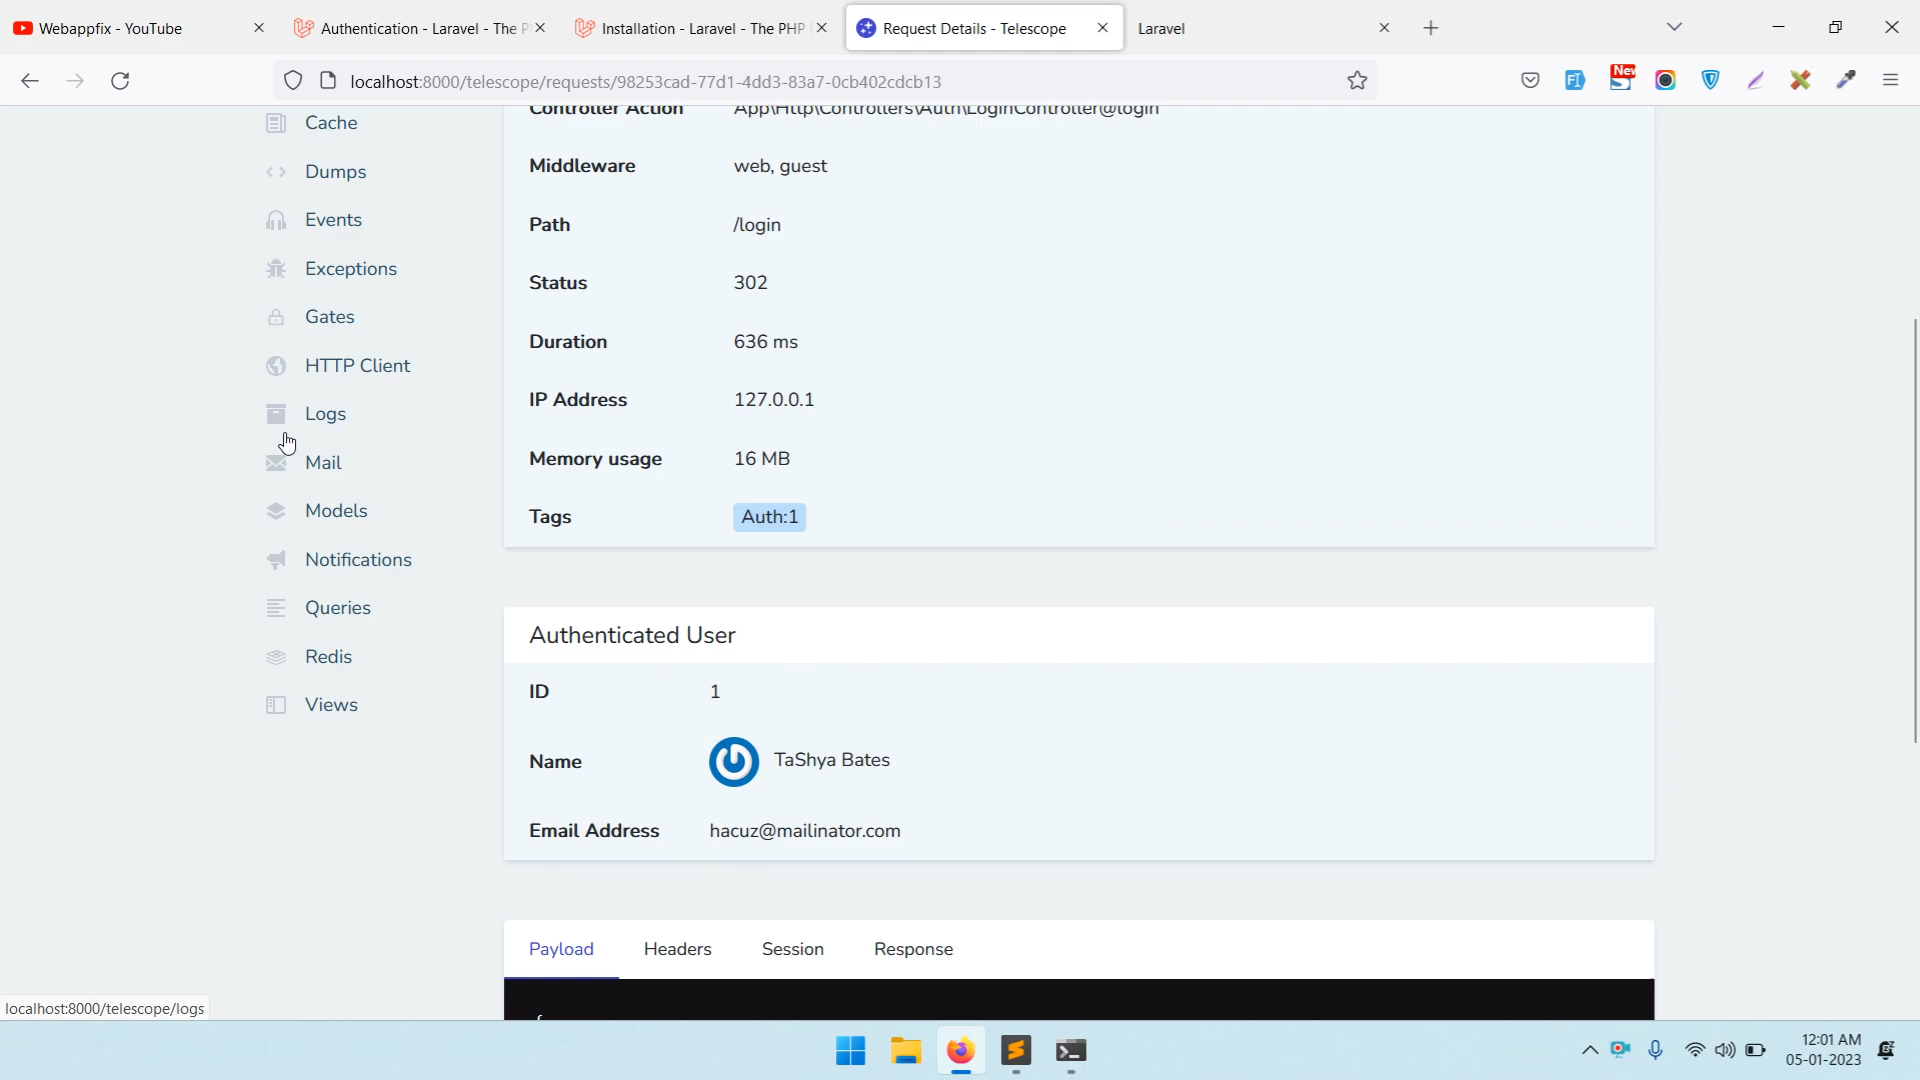 Webappfix - YouTube
Authentication - Laravel - The P
Installation - Laravel - The PHP
Request Details - Telescope
Laravel
localhost:8000/telescope/requests/98253cad-77d1-4dd3-83a7-0cb402cdcb13
New
Cache
Dumps
Events
Exceptions
Gates
HTTP Client
Logs
Mail
Models
Notifications
Queries
Redis
Views
Controller Action App\Http\Controllers\Auth\LoginController@login
Middleware web, guest
Path /login
Status 302
Duration 636 ms
IP Address 127.0.0.1
Memory usage 16 MB
Tags Auth:1
Authenticated User
ID 1
Name TaShya Bates
Email Address hacuz@mailinator.com
Payload Headers Session Response
{
localhost:8000/telescope/logs
12:01 AM
05-01-2023